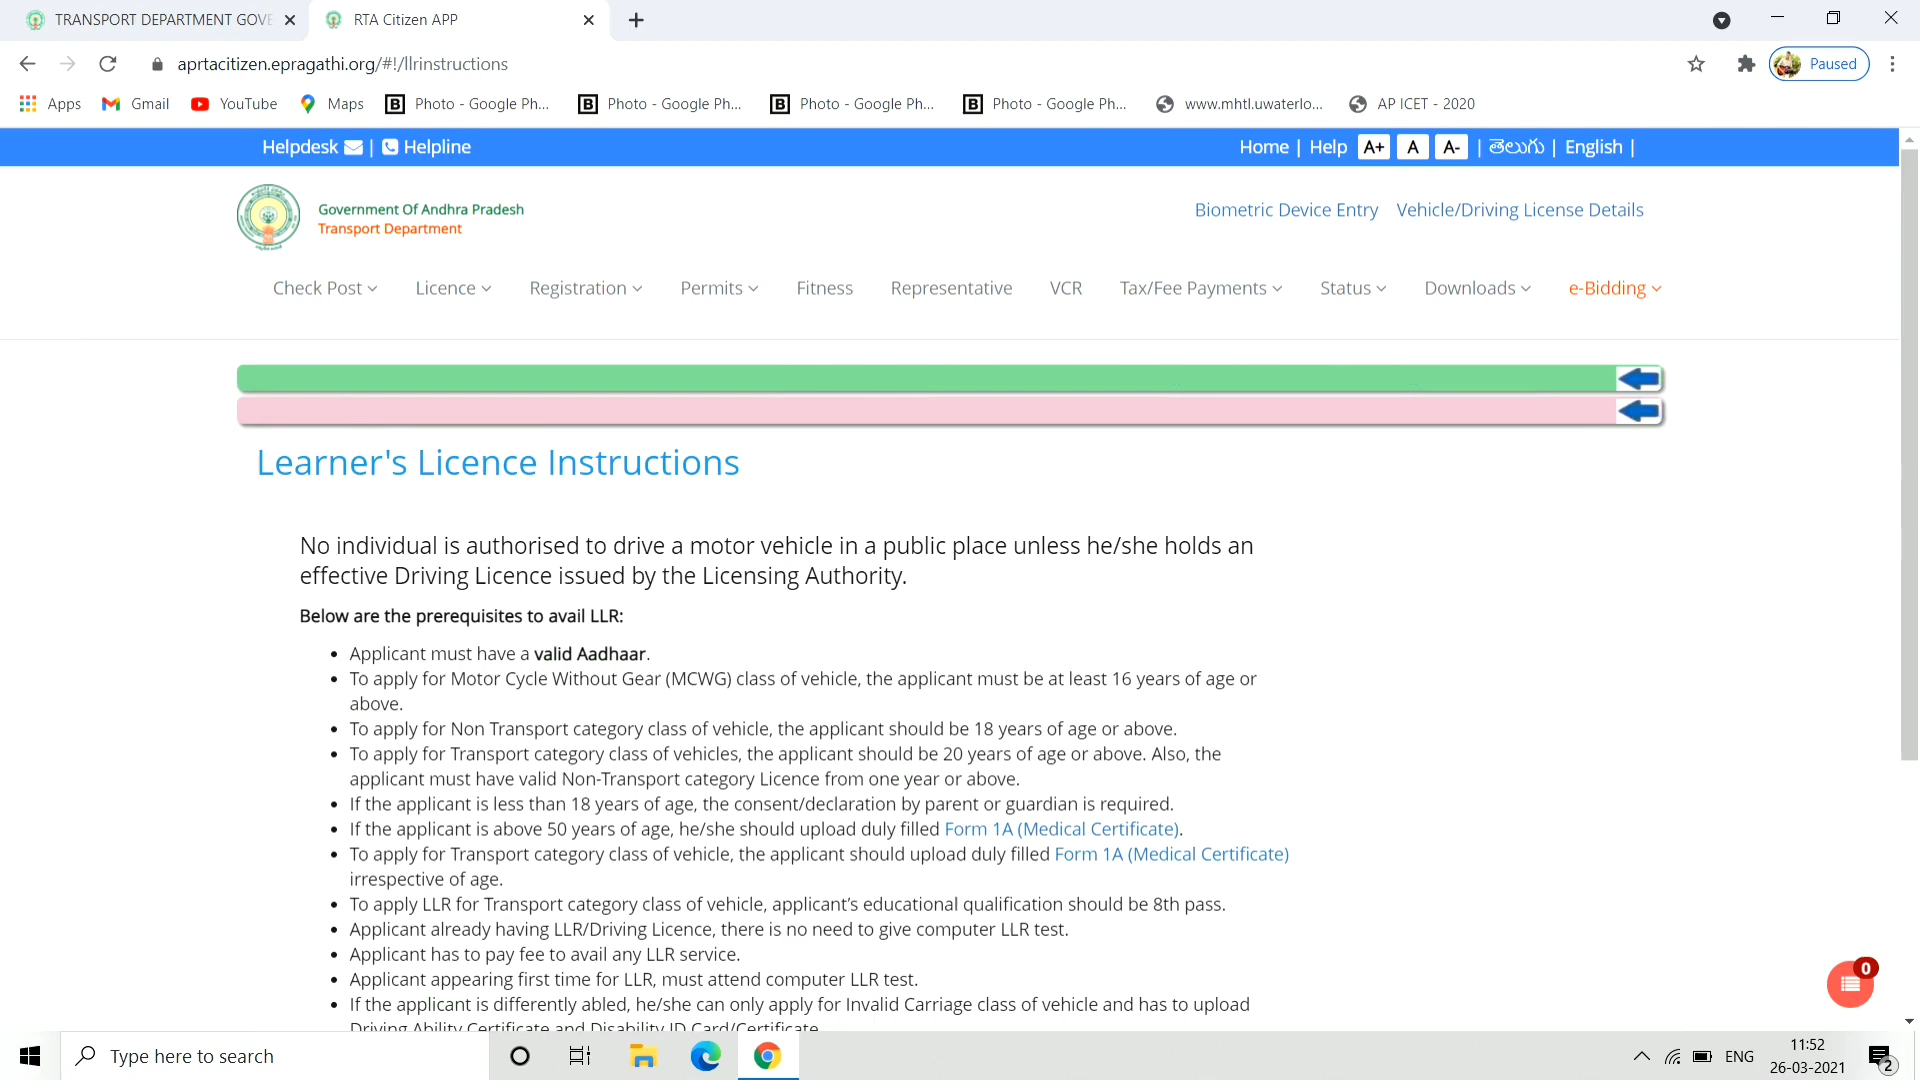 TRANSPORT DEPARTMENT GOVE
RTA Citizen APP
aprtacitizen.epragathi.org/#!/llrinstructions
Paused
Apps Gmail YouTube Maps Photo - Google Ph... Photo - Google Ph... Photo - Google Ph... Photo - Google Ph... www.mhtl.uwaterlo... AP ICET - 2020
Helpdesk | Helpline
Home | Help A+ A A- | తెలుగు | English |
Government Of Andhra Pradesh
Transport Department
Biometric Device Entry Vehicle/Driving License Details
Check Post Licence Registration Permits Fitness Representative VCR Tax/Fee Payments Status Downloads e-Bidding
Learner's Licence Instructions
No individual is authorised to drive a motor vehicle in a public place unless he/she holds an
effective Driving Licence issued by the Licensing Authority.
Below are the prerequisites to avail LLR:
• Applicant must have a valid Aadhaar.
• To apply for Motor Cycle Without Gear (MCWG) class of vehicle, the applicant must be at least 16 years of age or
above.
• To apply for Non Transport category class of vehicle, the applicant should be 18 years of age or above.
• To apply for Transport category class of vehicles, the applicant should be 20 years of age or above. Also, the
applicant must have valid Non-Transport category Licence from one year or above.
• If the applicant is less than 18 years of age, the consent/declaration by parent or guardian is required.
• If the applicant is above 50 years of age, he/she should upload duly filled Form 1A (Medical Certificate).
• To apply for Transport category class of vehicle, the applicant should upload duly filled Form 1A (Medical Certificate)
irrespective of age.
• To apply LLR for Transport category class of vehicle, applicant's educational qualification should be 8th pass.
• Applicant already having LLR/Driving Licence, there is no need to give computer LLR test.
• Applicant has to pay fee to avail any LLR service.
• Applicant appearing first time for LLR, must attend computer LLR test.
• If the applicant is differently abled, he/she can only apply for Invalid Carriage class of vehicle and has to upload
Driving Ability Certificate and Disability ID Card/Certificate
0
Type here to search
ENG
11:52
26-03-2021
2